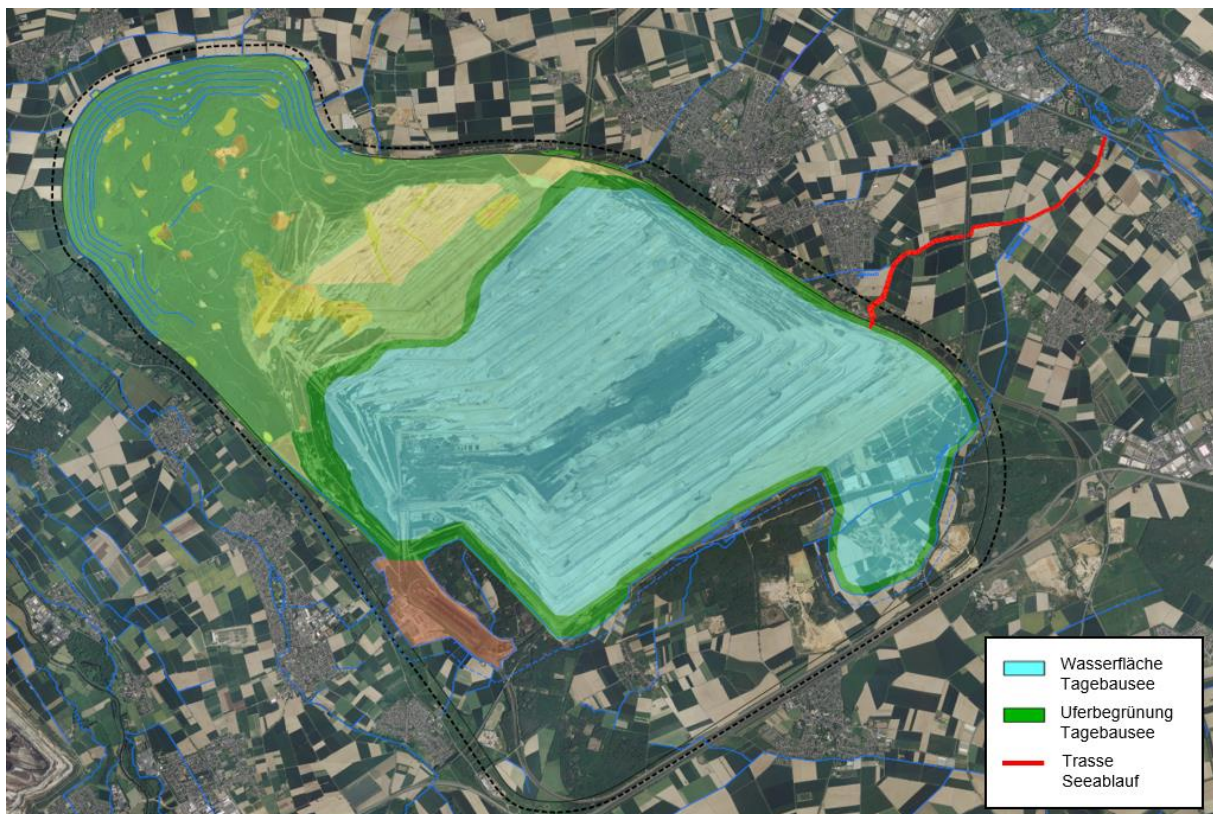 Wasserfläche
Tagebausee
Uferbegrünung
Tagebausee
Trasse
Seeablauf